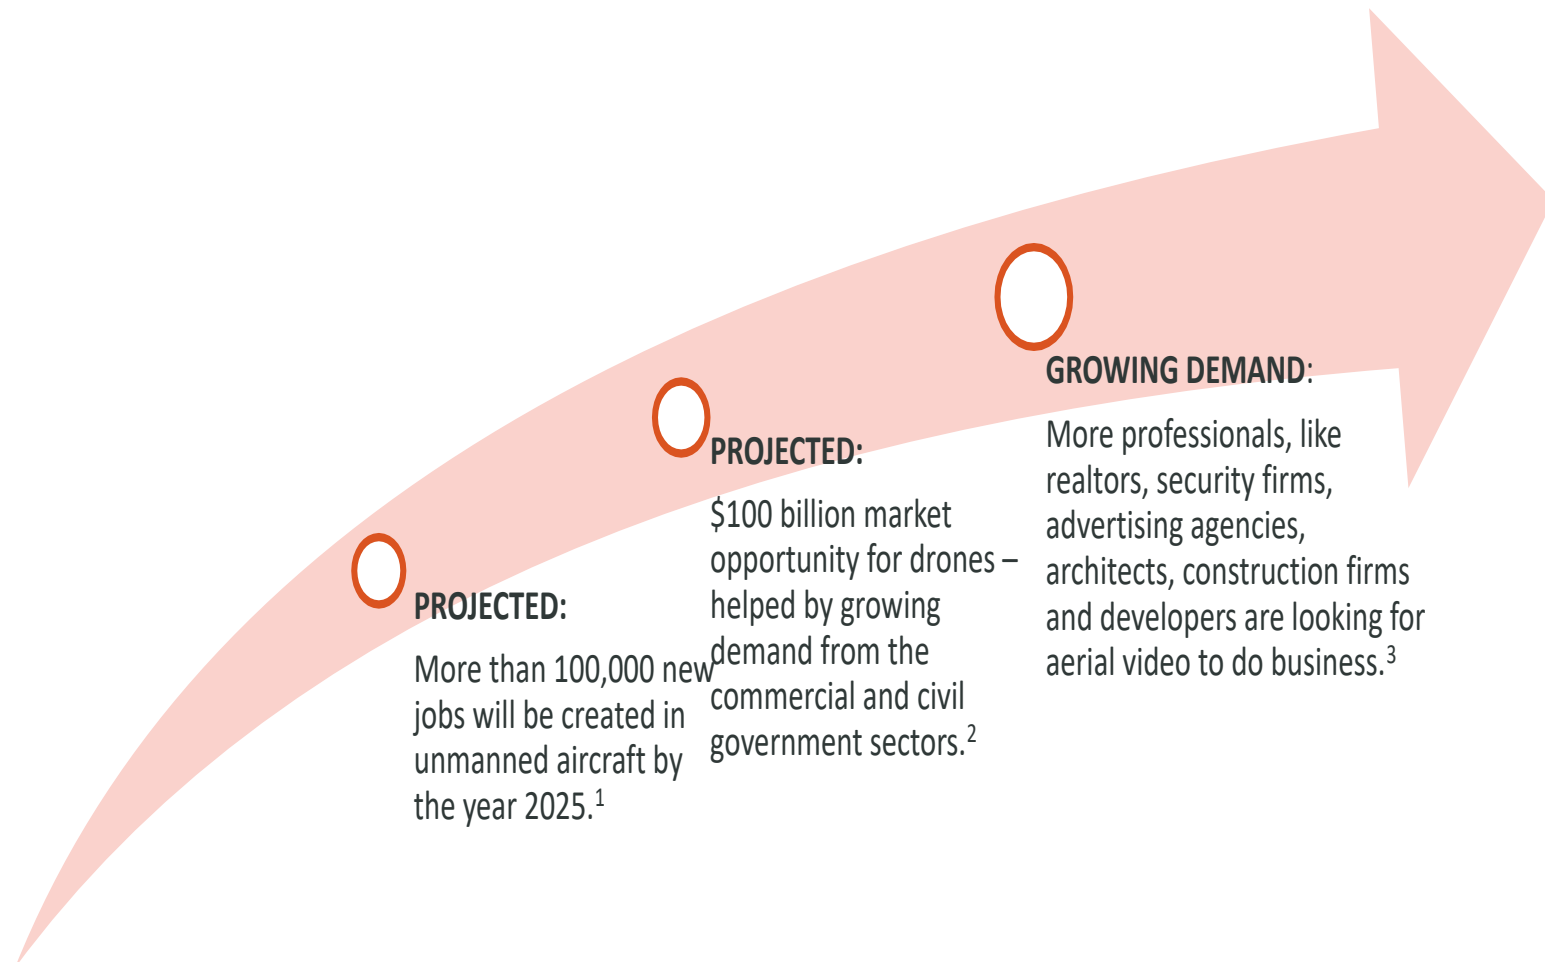 PROJECTED:
More than 100,000 new
jobs will be created in
unmanned aircraft by
the year 2025.1
PROJECTED:
$100 billion market
opportunity for drones –
helped by growing
demand from the
commercial and civil
government sectors.2
GROWING DEMAND:
More professionals, like
realtors, security firms,
advertising agencies,
architects, construction firms
and developers are looking for
aerial video to do business.3